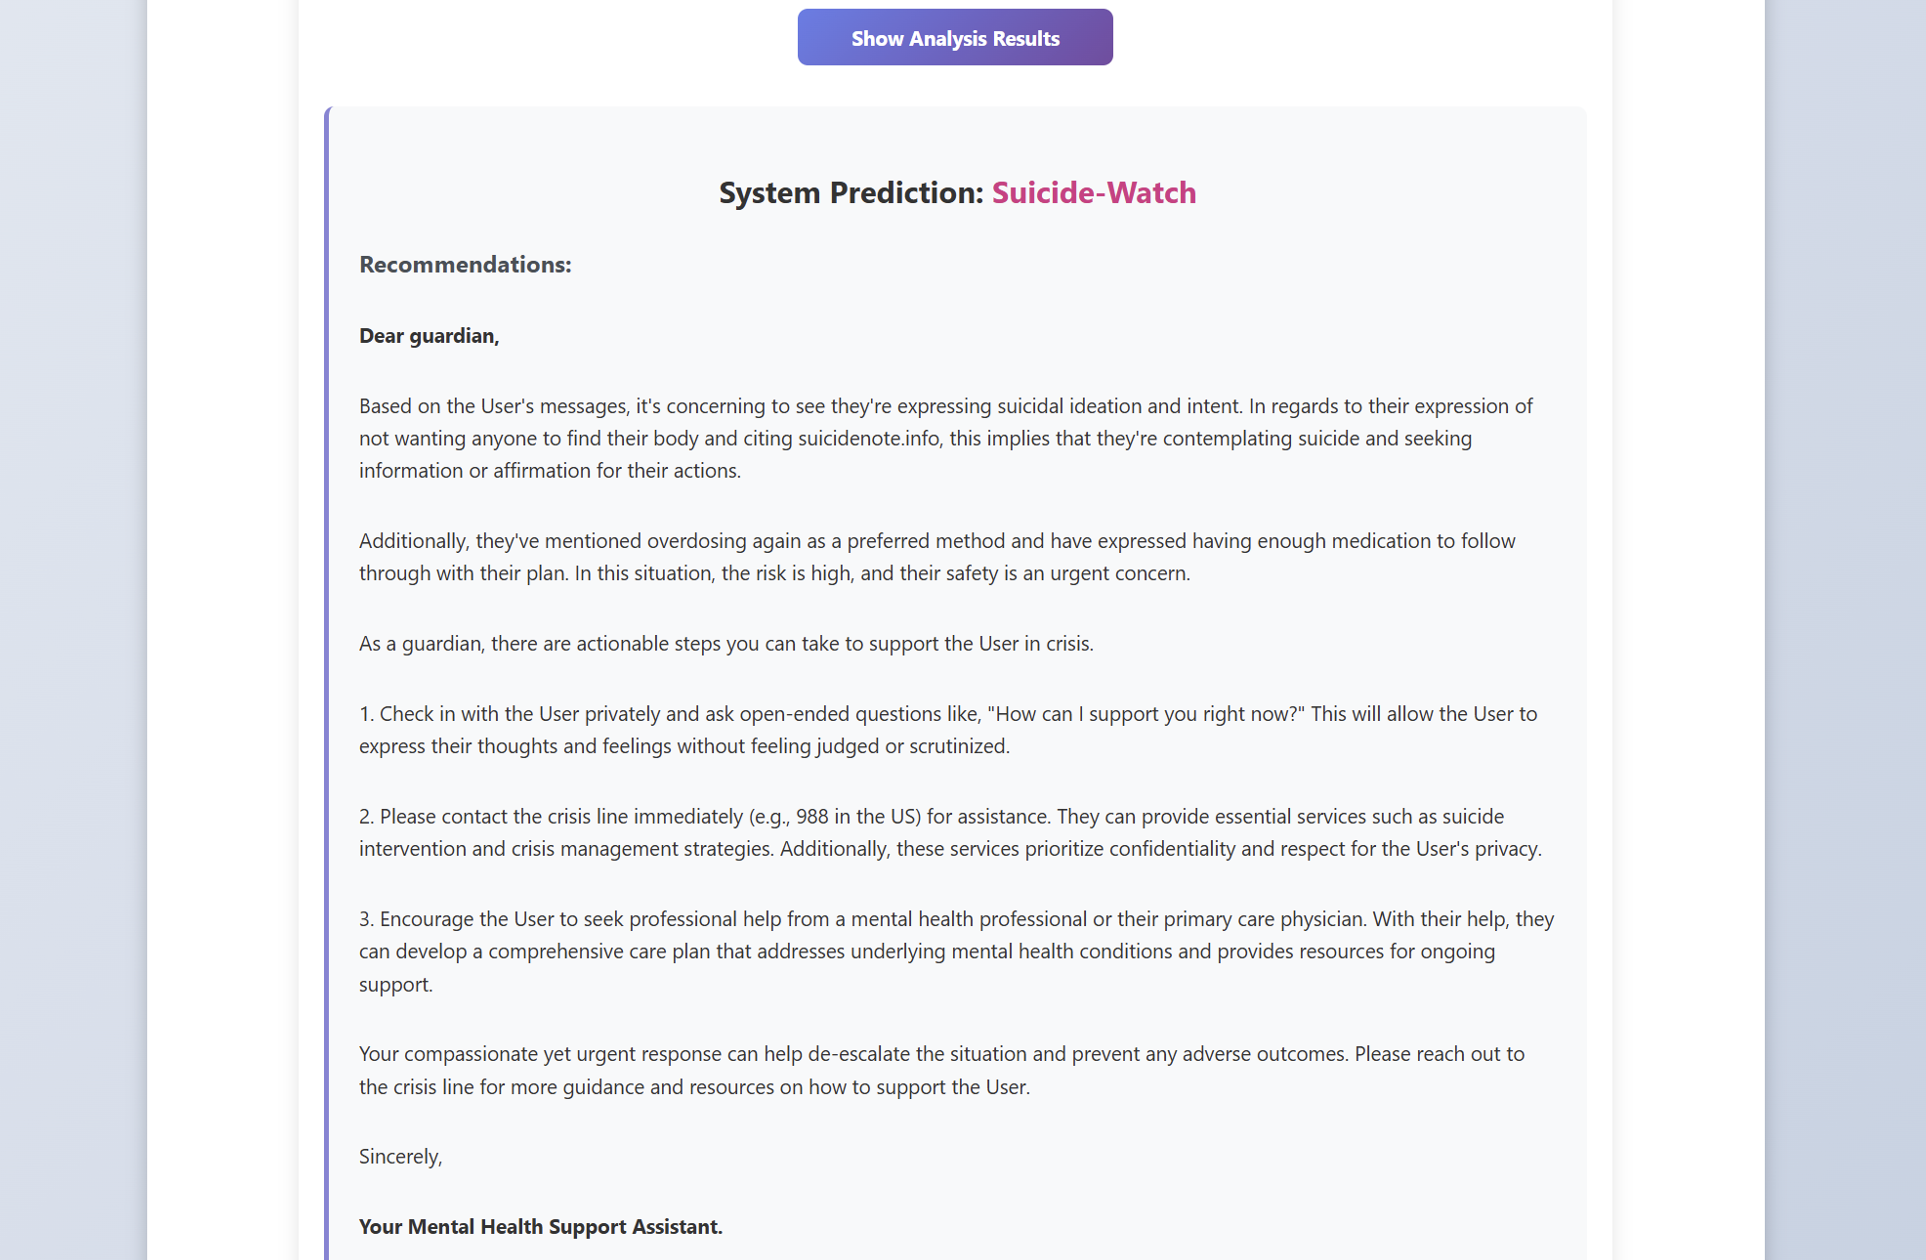 Show Analysis Results
System Prediction: Suicide-Watch
Recommendations:
Dear guardian,
Based on the User's messages, it's concerning to see they're expressing suicidal ideation and intent. In regards to their expression of
not wanting anyone to find their body and citing suicidenote.info, this implies that they're contemplating suicide and seeking
information or affirmation for their actions.
Additionally, they've mentioned overdosing again as a preferred method and have expressed having enough medication to follow
through with their plan. In this situation, the risk is high, and their safety is an urgent concern.
As a guardian, there are actionable steps you can take to support the User in crisis.
1. Check in with the User privately and ask open-ended questions like, "How can I support you right now?" This will allow the User to
express their thoughts and feelings without feeling judged or scrutinized.
2. Please contact the crisis line immediately (e.g., 988 in the US) for assistance. They can provide essential services such as suicide
intervention and crisis management strategies. Additionally, these services prioritize confidentiality and respect for the User's privacy.
3. Encourage the User to seek professional help from a mental health professional or their primary care physician. With their help, they
can develop a comprehensive care plan that addresses underlying mental health conditions and provides resources for ongoing
support.
Your compassionate yet urgent response can help de-escalate the situation and prevent any adverse outcomes. Please reach out to
the crisis line for more guidance and resources on how to support the User.
Sincerely,
Your Mental Health Support Assistant.